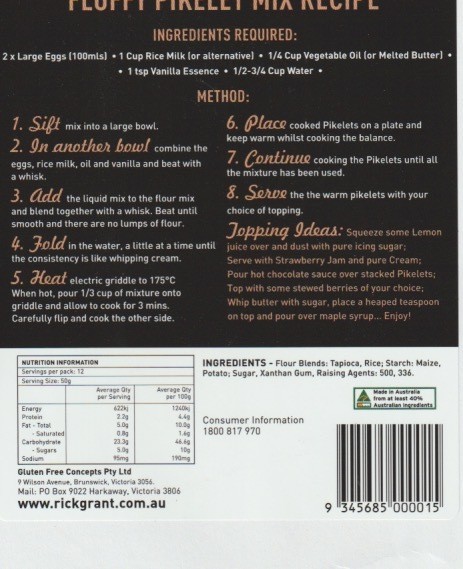 FLUFFY PIKELET MIX RECIPE
INGREDIENTS REQUIRED:
2 x Large Eggs (100mls) • 1 Cup Rice Milk (or alternative) • 1/4 Cup Vegetable Oil (or Melted Butter) •
• 1 tsp Vanilla Essence • 1/2-3/4 Cup Water •
METHOD:
1. Sift mix into a large bowl.
2. In another bowl combine the
eggs, rice milk, oil and vanilla and beat with
a whisk.
3. Add the liquid mix to the flour mix
and blend together with a whisk. Beat until
smooth and there are no lumps of flour.
4. Fold in the water, a little at a time until
the consistency is like whipping cream.
5. Heat electric griddle to 175°C
When hot, pour 1/3 cup of mixture onto
griddle and allow to cook for 3 mins.
Carefully flip and cook the other side.
6. Place cooked Pikelets on a plate and
keep warm whilst cooking the balance.
7. Continue cooking the Pikelets until all
the mixture has been used.
8. Serve the the warm pikelets with your
choice of topping.
Topping Ideas: Squeeze some Lemon
juice over and dust with pure icing sugar;
Serve with Strawberry Jam and pure Cream;
Pour hot chocolate sauce over stacked Pikelets;
Top with some stewed berries of your choice;
Whip butter with sugar, place a heaped teaspoon
on top and pour over maple syrup... Enjoy!
NUTRITION INFORMATION
Servings per pack: 12
Serving Size: 50g
Average Qty per Serving Average Qty per 100g
Energy 622kj 1240kj
Protein 2.2g 4.4g
Fat - Total 5.0g 10.0g
- Saturated 0.8g 1.6g
Carbohydrate 23.3g 46.6g
- Sugars 5.0g 10g
Sodium 95mg 190mg
Gluten Free Concepts Pty Ltd
9 Wilson Avenue, Brunswick, Victoria 3056.
Mail: PO Box 9022 Harkaway, Victoria 3806
www.rickgrant.com.au
INGREDIENTS - Flour Blends: Tapioca, Rice; Starch: Maize,
Potato; Sugar, Xanthan Gum, Raising Agents: 500, 336.
Consumer Information
1800 817 970
Made in Australia
from at least 40%
Australian ingredients
9 345685 000015